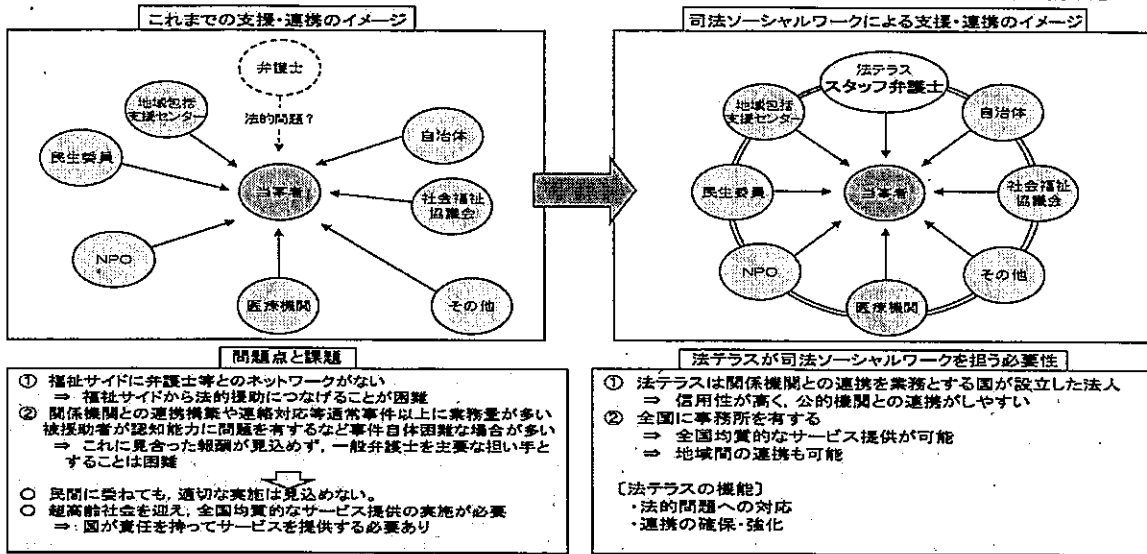 これまでの支援・連携のイメージ
弁護士
法的問題？
地域包括
支援センター
民生委員
NPO
医療機関
その他
社会福祉
協議会
自治体
当事者
司法ソーシャルワークによる支援・連携のイメージ
法テラス
スタッフ弁護士
地域包括
支援センター
自治体
民生委員
当事者
社会福祉
協議会
NPO
医療機関
その他
問題点と課題
① 福祉サイドに弁護士等とのネットワークがない
⇒ 福祉サイドから法的援助につなげることが困難
② 関係機関との連携構築や連絡対応等通常事件以上に業務量が多い
被援助者が認知能力に問題を有するなど事件自体困難な場合が多い
⇒ これに見合った報酬が見込めず、一般弁護士を主要な担い手と
することは困難
○ 民間に委ねても、適切な実施は見込めない。
○ 超高齢社会を迎え、全国均質的なサービス提供の実施が必要
⇒ 国が責任を持ってサービスを提供する必要あり
法テラスが司法ソーシャルワークを担う必要性
① 法テラスは関係機関との連携を業務とする国が設立した法人
⇒ 信用性が高く、公的機関との連携がしやすい
② 全国に事務所を有する
⇒ 全国均質的なサービス提供が可能
⇒ 地域間の連携も可能
〔法テラスの機能〕
・法的問題への対応
・連携の確保・強化